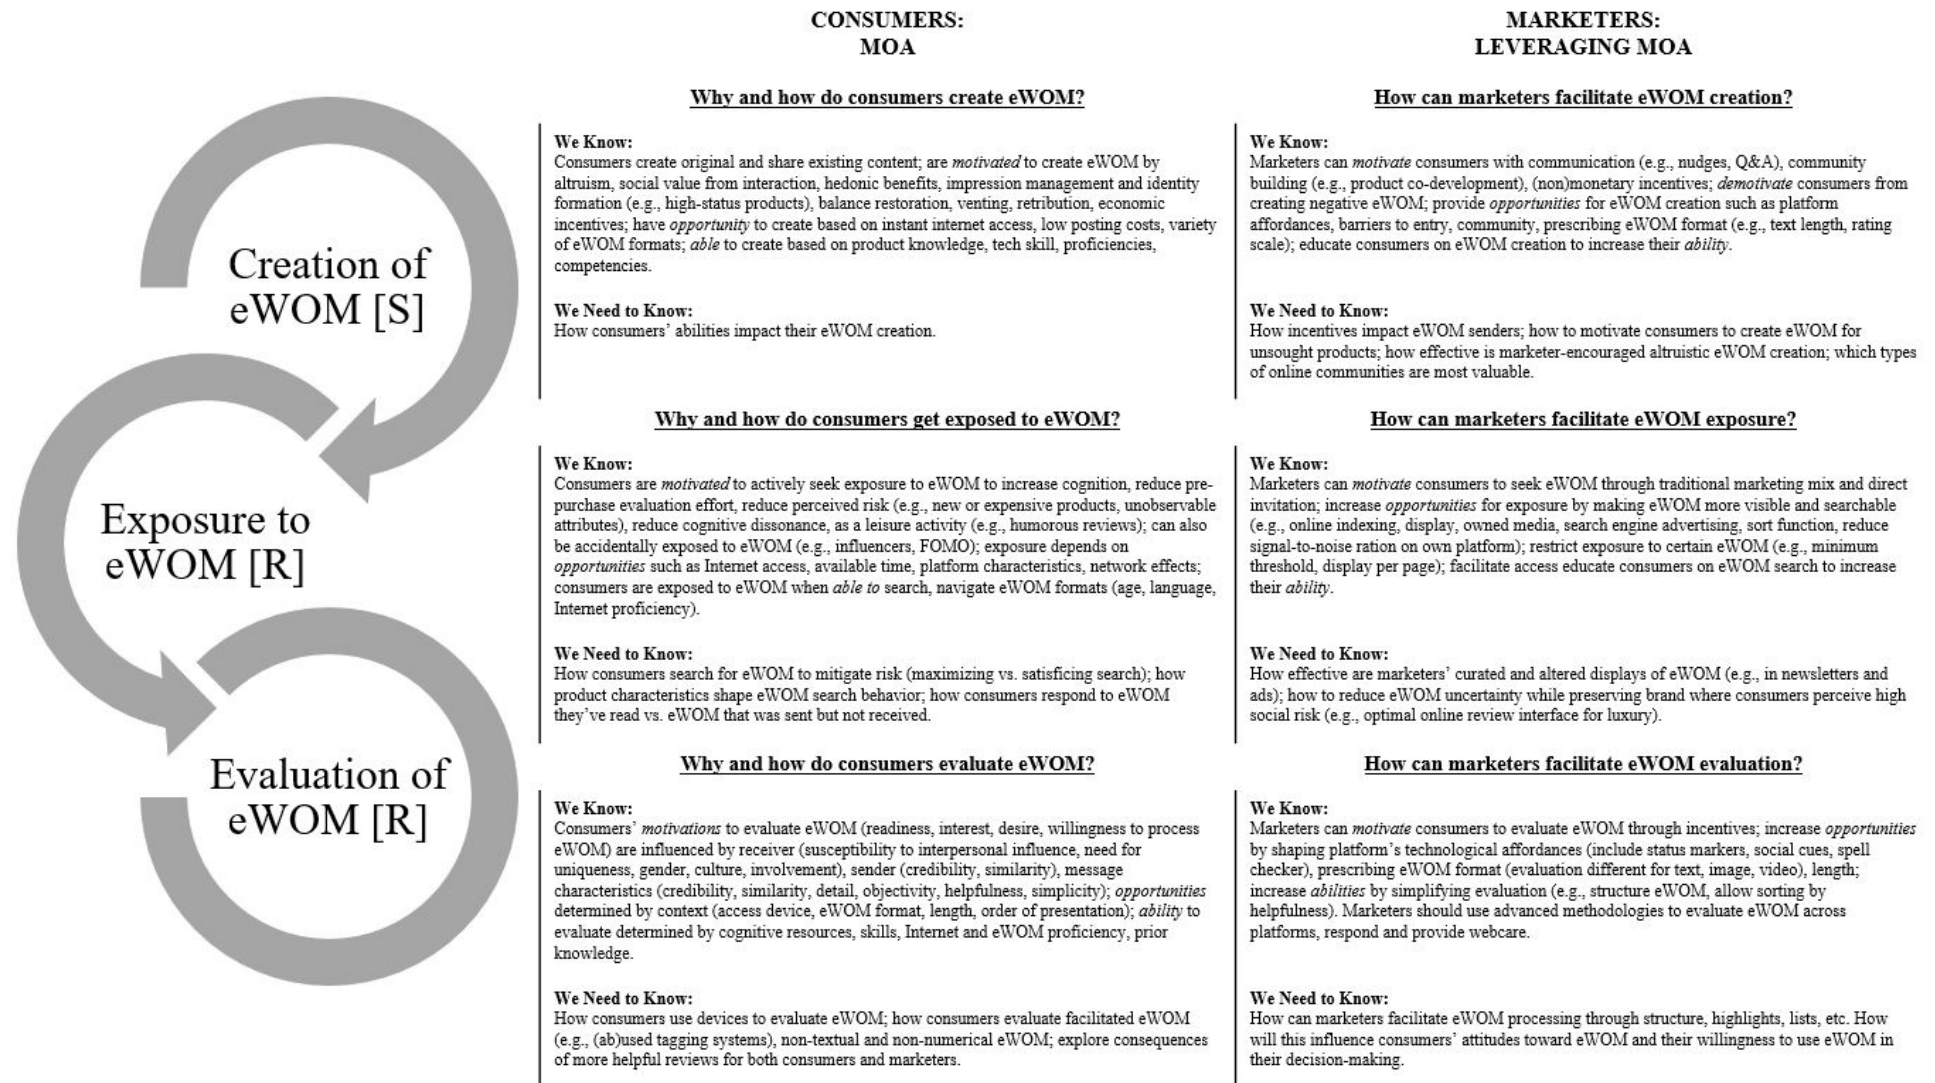 CONSUMERS:
MOA
MARKETERS:
LEVERAGING MOA
Creation of
eWOM [S]
Why and how do consumers create eWOM?
We Know:
Consumers create original and share existing content; are motivated to create eWOM by
altruism, social value from interaction, hedonic benefits, impression management and identity
formation (e.g., high-status products), balance restoration, venting, retribution, economic
incentives; have opportunity to create based on instant internet access, low posting costs, variety
of eWOM formats; able to create based on product knowledge, tech skill, proficiencies,
competencies.
We Need to Know:
How consumers’ abilities impact their eWOM creation.
How can marketers facilitate eWOM creation?
We Know:
Marketers can motivate consumers with communication (e.g., nudges, Q&A), community
building (e.g., product co-development), (non)monetary incentives; demotivate consumers from
creating negative eWOM; provide opportunities for eWOM creation such as platform
affordances, barriers to entry, community, prescribing eWOM format (e.g., text length, rating
scale); educate consumers on eWOM creation to increase their ability.
We Need to Know:
How incentives impact eWOM senders; how to motivate consumers to create eWOM for
unsought products; how effective is marketer-encouraged altruistic eWOM creation; which types
of online communities are most valuable.
Exposure to
eWOM [R]
Why and how do consumers get exposed to eWOM?
We Know:
Consumers are motivated to actively seek exposure to eWOM to increase cognition, reduce pre-
purchase evaluation effort, reduce perceived risk (e.g., new or expensive products, unobservable
attributes), reduce cognitive dissonance, as a leisure activity (e.g., humorous reviews); can also
be accidentally exposed to eWOM (e.g., influencers, FOMO); exposure depends on
opportunities such as Internet access, available time, platform characteristics, network effects;
consumers are exposed to eWOM when able to search, navigate eWOM formats (age, language,
Internet proficiency).
We Need to Know:
How consumers search for eWOM to mitigate risk (maximizing vs. satisficing search); how
product characteristics shape eWOM search behavior; how consumers respond to eWOM
they’ve read vs. eWOM that was sent but not received.
How can marketers facilitate eWOM exposure?
We Know:
Marketers can motivate consumers to seek eWOM through traditional marketing mix and direct
invitation; increase opportunities for exposure by making eWOM more visible and searchable
(e.g., online indexing, display, owned media, search engine advertising, sort function, reduce
signal-to-noise ration on own platform); restrict exposure to certain eWOM (e.g., minimum
threshold, display per page); facilitate access educate consumers on eWOM search to increase
their ability.
We Need to Know:
How effective are marketers’ curated and altered displays of eWOM (e.g., in newsletters and
ads); how to reduce eWOM uncertainty while preserving brand where consumers perceive high
social risk (e.g., optimal online review interface for luxury).
Evaluation of
eWOM [R]
Why and how do consumers evaluate eWOM?
We Know:
Consumers’ motivations to evaluate eWOM (readiness, interest, desire, willingness to process
eWOM) are influenced by receiver (susceptibility to interpersonal influence, need for
uniqueness, gender, culture, involvement), sender (credibility, similarity), message
characteristics (credibility, similarity, detail, objectivity, helpfulness, simplicity); opportunities
determined by context (access device, eWOM format, length, order of presentation); ability to
evaluate determined by cognitive resources, skills, Internet and eWOM proficiency, prior
knowledge.
We Need to Know:
How consumers use devices to evaluate eWOM; how consumers evaluate facilitated eWOM
(e.g., (ab)used tagging systems), non-textual and non-numerical eWOM; explore consequences
of more helpful reviews for both consumers and marketers.
How can marketers facilitate eWOM evaluation?
We Know:
Marketers can motivate consumers to evaluate eWOM through incentives; increase opportunities
by shaping platform’s technological affordances (include status markers, social cues, spell
checker), prescribing eWOM format (evaluation different for text, image, video), length;
increase abilities by simplifying evaluation (e.g., structure eWOM, allow sorting by
helpfulness). Marketers should use advanced methodologies to evaluate eWOM across
platforms, respond and provide webcare.
We Need to Know:
How can marketers facilitate eWOM processing through structure, highlights, lists, etc. How
will this influence consumers’ attitudes toward eWOM and their willingness to use eWOM in
their decision-making.